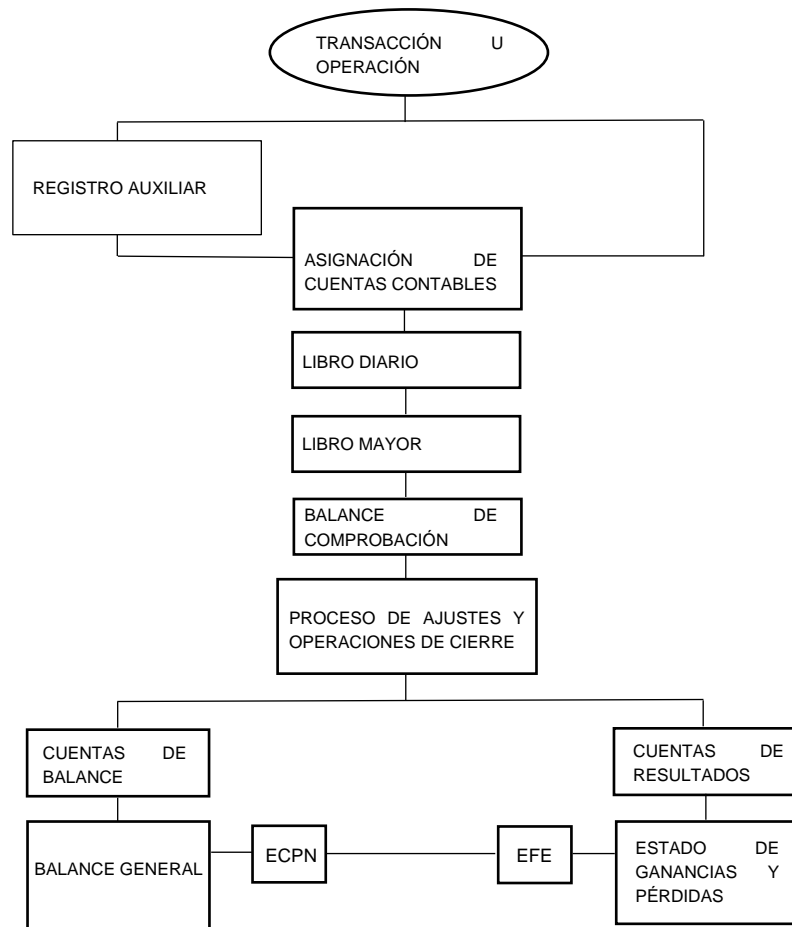 TRANSACCIÓN U
OPERACIÓN
REGISTRO AUXILIAR
ASIGNACIÓN DE
CUENTAS CONTABLES
LIBRO DIARIO
LIBRO MAYOR
BALANCE DE
COMPROBACIÓN
PROCESO DE AJUSTES Y
OPERACIONES DE CIERRE
CUENTAS DE
BALANCE
CUENTAS DE
RESULTADOS
BALANCE GENERAL
ECPN
EFE
ESTADO DE
GANANCIAS Y
PÉRDIDAS